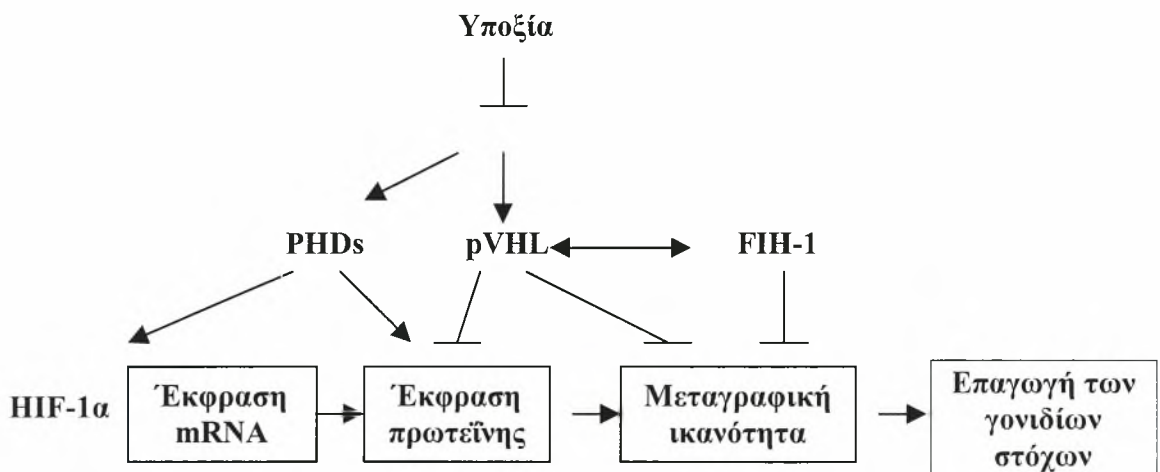 Υποξία
PHDs pVHL FIH-1
HIF-1α
Έκφραση
mRNA
Έκφραση
πρωτεΐνης
Μεταγραφική
ικανότητα
Επαγωγή των
γονιδίων
στόχων